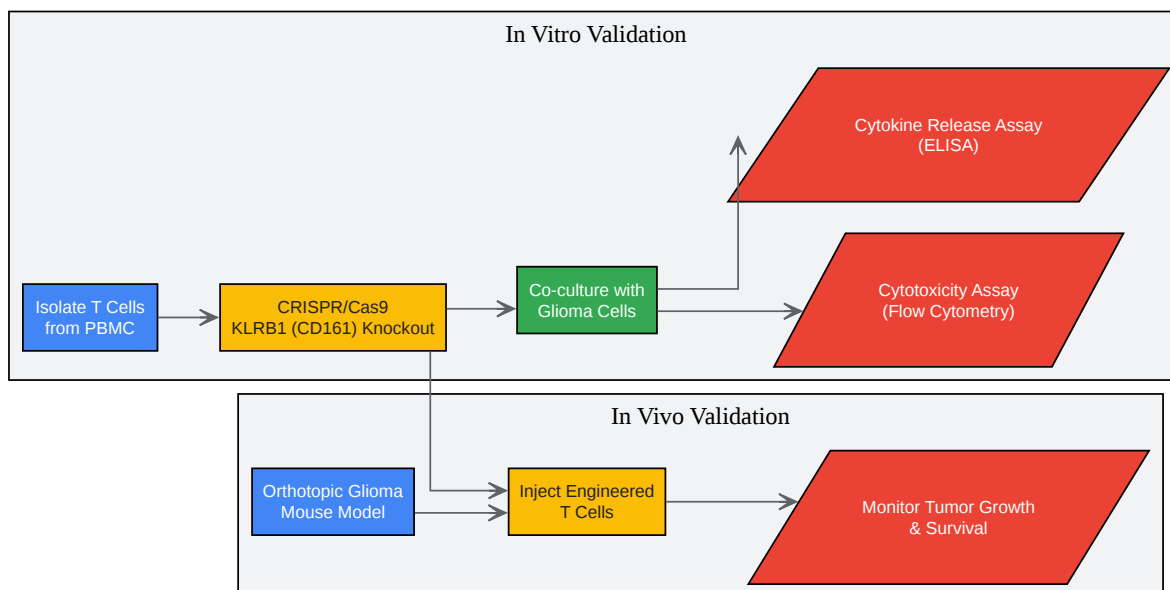 In Vitro Validation
Cytokine Release Assay
(ELISA)
Isolate T Cells
from PBMC
CRISPR/Cas9
KLRB1 (CD161) Knockout
Co-culture with
Glioma Cells
Cytotoxicity Assay
(Flow Cytometry)
In Vivo Validation
Orthotopic Glioma
Mouse Model
Inject Engineered
T Cells
Monitor Tumor Growth
& Survival